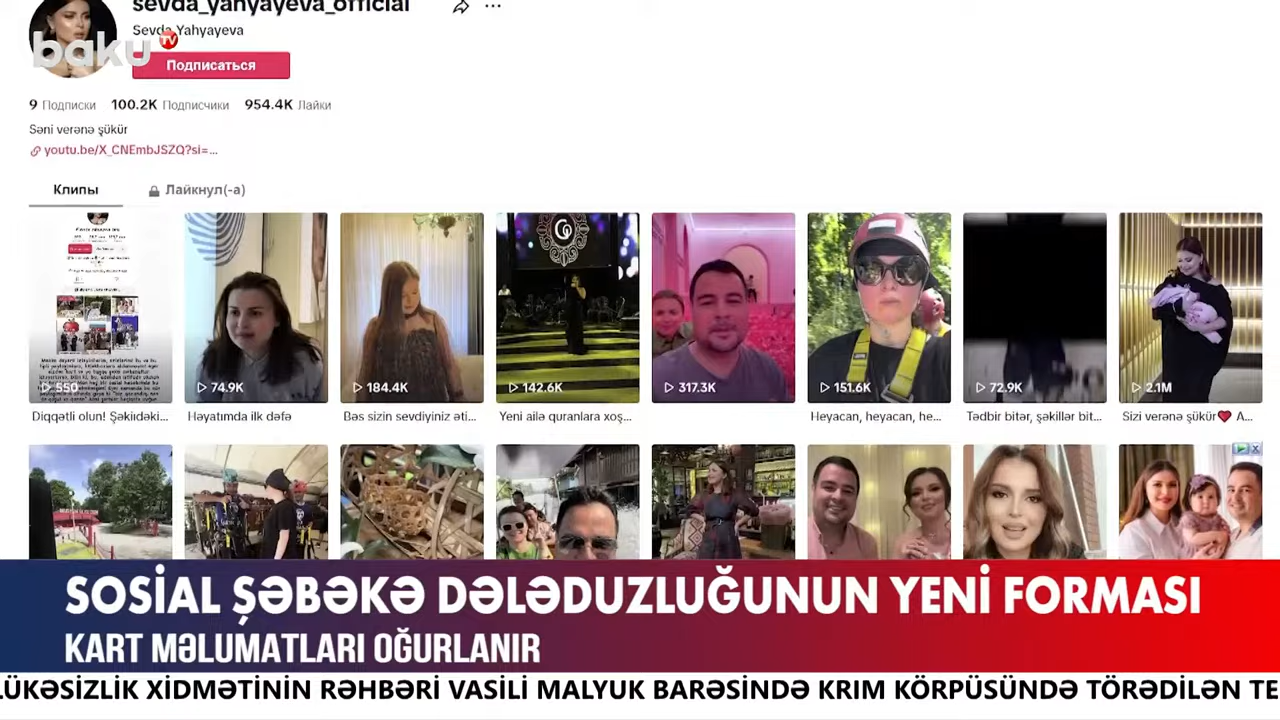 sevda_yahyayeva_official
Sevda Yahyayeva
baku TV
Подписаться
9 Подписки 100.2K Подписчики 954.4K Лайки
Səni verənə şükür
youtu.be/X_CNEmbJSZQ?si=...
Клипы Лайкнул(-а)
550 74.9K 184.4K 142.6K 317.3K 151.6K 72.9K 2.1M
Diqqətli olun! Şəkildəki... Həyatımda ilk dəfə Bəs sizin sevdiyiniz əti... Yeni ailə quranlara xoş... Heyacan, heyacan, he... Tədbir bitər, şəkillər bit... Sizi verənə şükür❤️ A...
SOSİAL ŞƏBƏKƏ DƏLƏDUZLUĞUNUN YENİ FORMASI
KART MƏLUMATLARI OĞURLANIR
LÜKƏSİZLİK XİDMƏTİNİN RƏHBƏRİ VASİLİ MALYUK BARƏSİNDƏ KRIM KÖRPÜSÜNDƏ TÖRƏDİLƏN TE